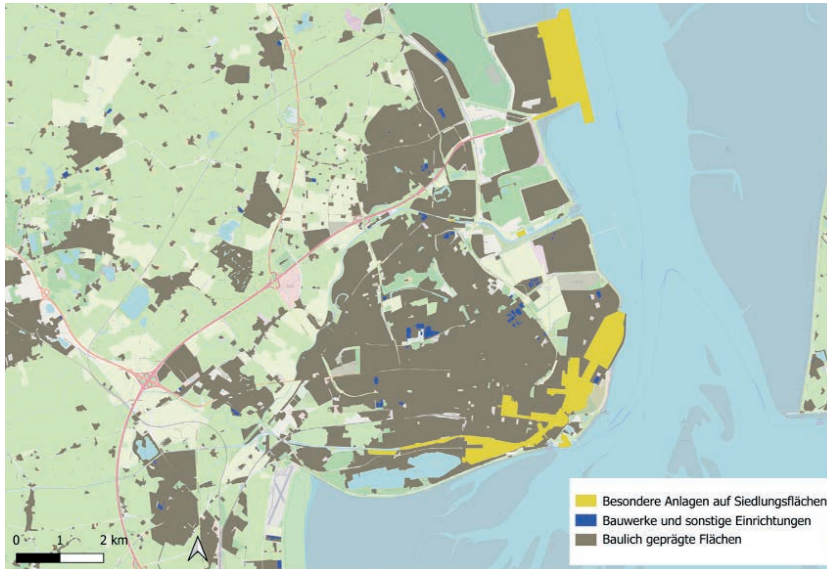 Besondere Anlagen auf Siedlungsflächen
Bauwerke und sonstige Einrichtungen
Baulich geprägte Flächen
0 1 2 km